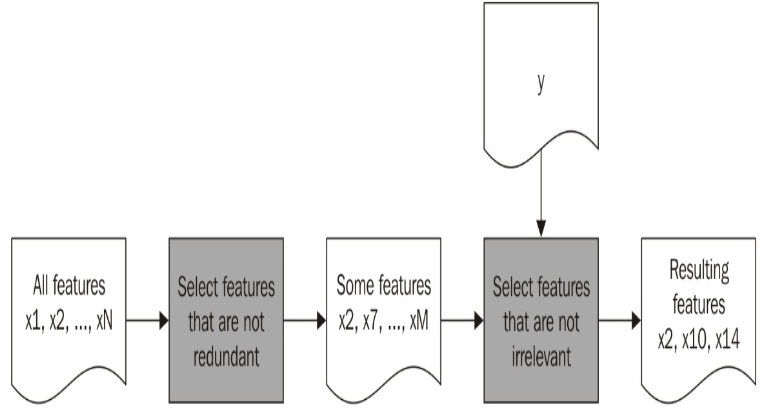 y
All features
x1, x2, ..., xN
Select features
that are not
redundant
Some features
x2, x7, ..., xM
Select features
that are not
irrelevant
Resulting
features
x2, x10, x14